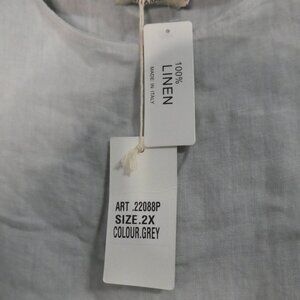 100%
LINEN
MADE IN ITALY
ART .22088P
SIZE.2X
COLOUR.GREY